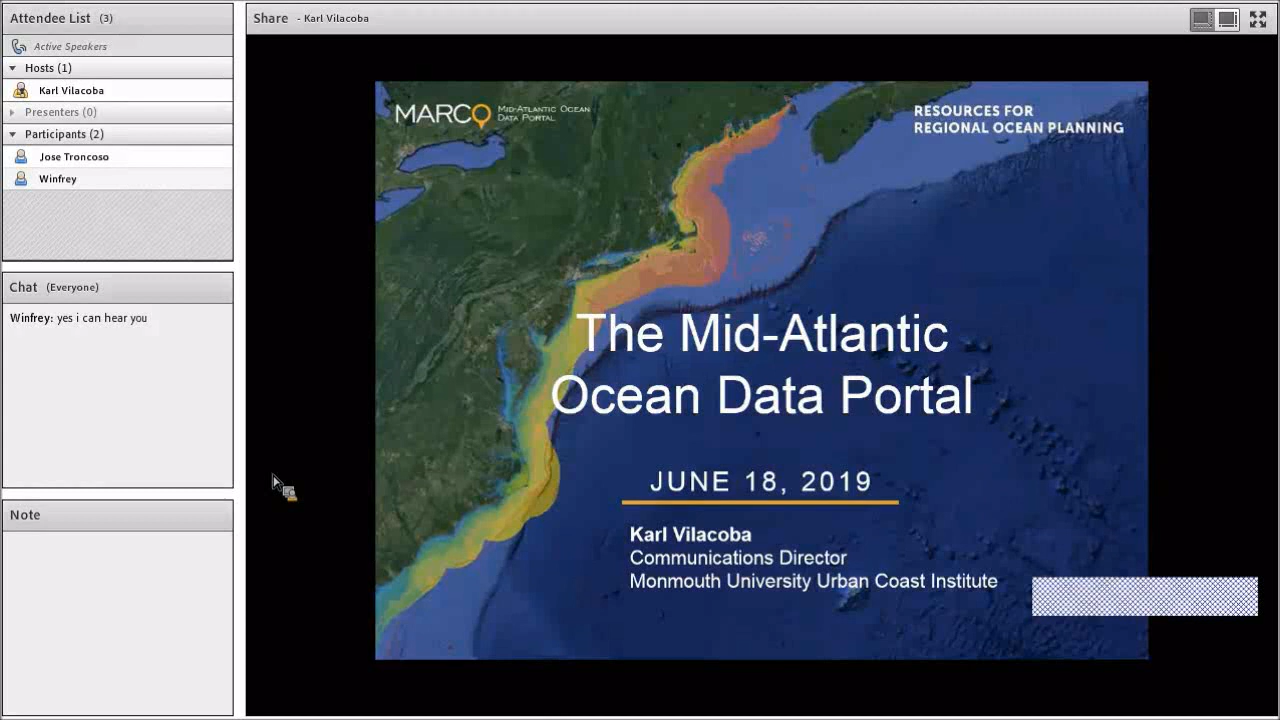 Attendee List (3)
Active Speakers
Hosts (1)
Karl Vilacoba
Presenters (0)
Participants (2)
Jose Troncoso
Winfrey
Chat (Everyone)
Winfrey: yes i can hear you
Note
Share - Karl Vilacoba
MARCO MID-ATLANTIC OCEAN
DATA PORTAL
RESOURCES FOR
REGIONAL OCEAN PLANNING
The Mid-Atlantic
Ocean Data Portal
JUNE 18, 2019
Karl Vilacoba
Communications Director
Monmouth University Urban Coast Institute